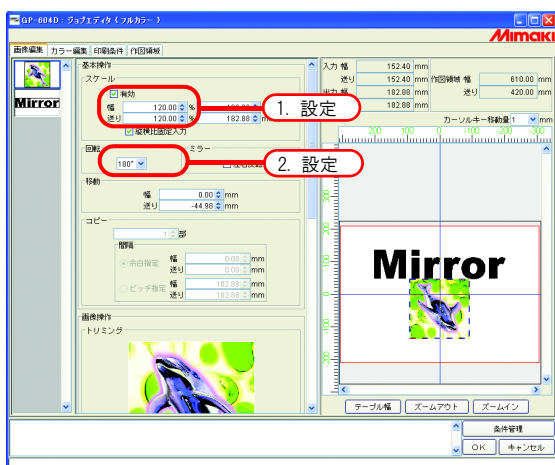 GP-604D : ジョブエディタ ( フルカラー )
Mimaki
画像編集 カラー編集 印刷条件 作図領域
Mirror
基本操作
スケール
有効
幅 120.00 %
送り 120.00 % 182.88 mm
縦横比固定入力
1. 設定
回転 ミラー
180°
2. 設定
移動
幅 0.00 mm
送り -44.98 mm
コピー
1 部
間隔
余白指定 幅 0.00 mm
送り 0.00 mm
ピッチ指定 幅 182.88 mm
送り 182.88 mm
画像操作
トリミング
入力 幅 152.40 mm
送り 152.40 mm 作図領域 幅 610.00 mm
出力 幅 182.88 mm 送り 420.00 mm
182.88 mm
カーソルキー移動量 1 mm
200 100 0 -100 -200 -300
Mirror
テーブル幅 ズームアウト ズームイン
条件管理
OK キャンセル